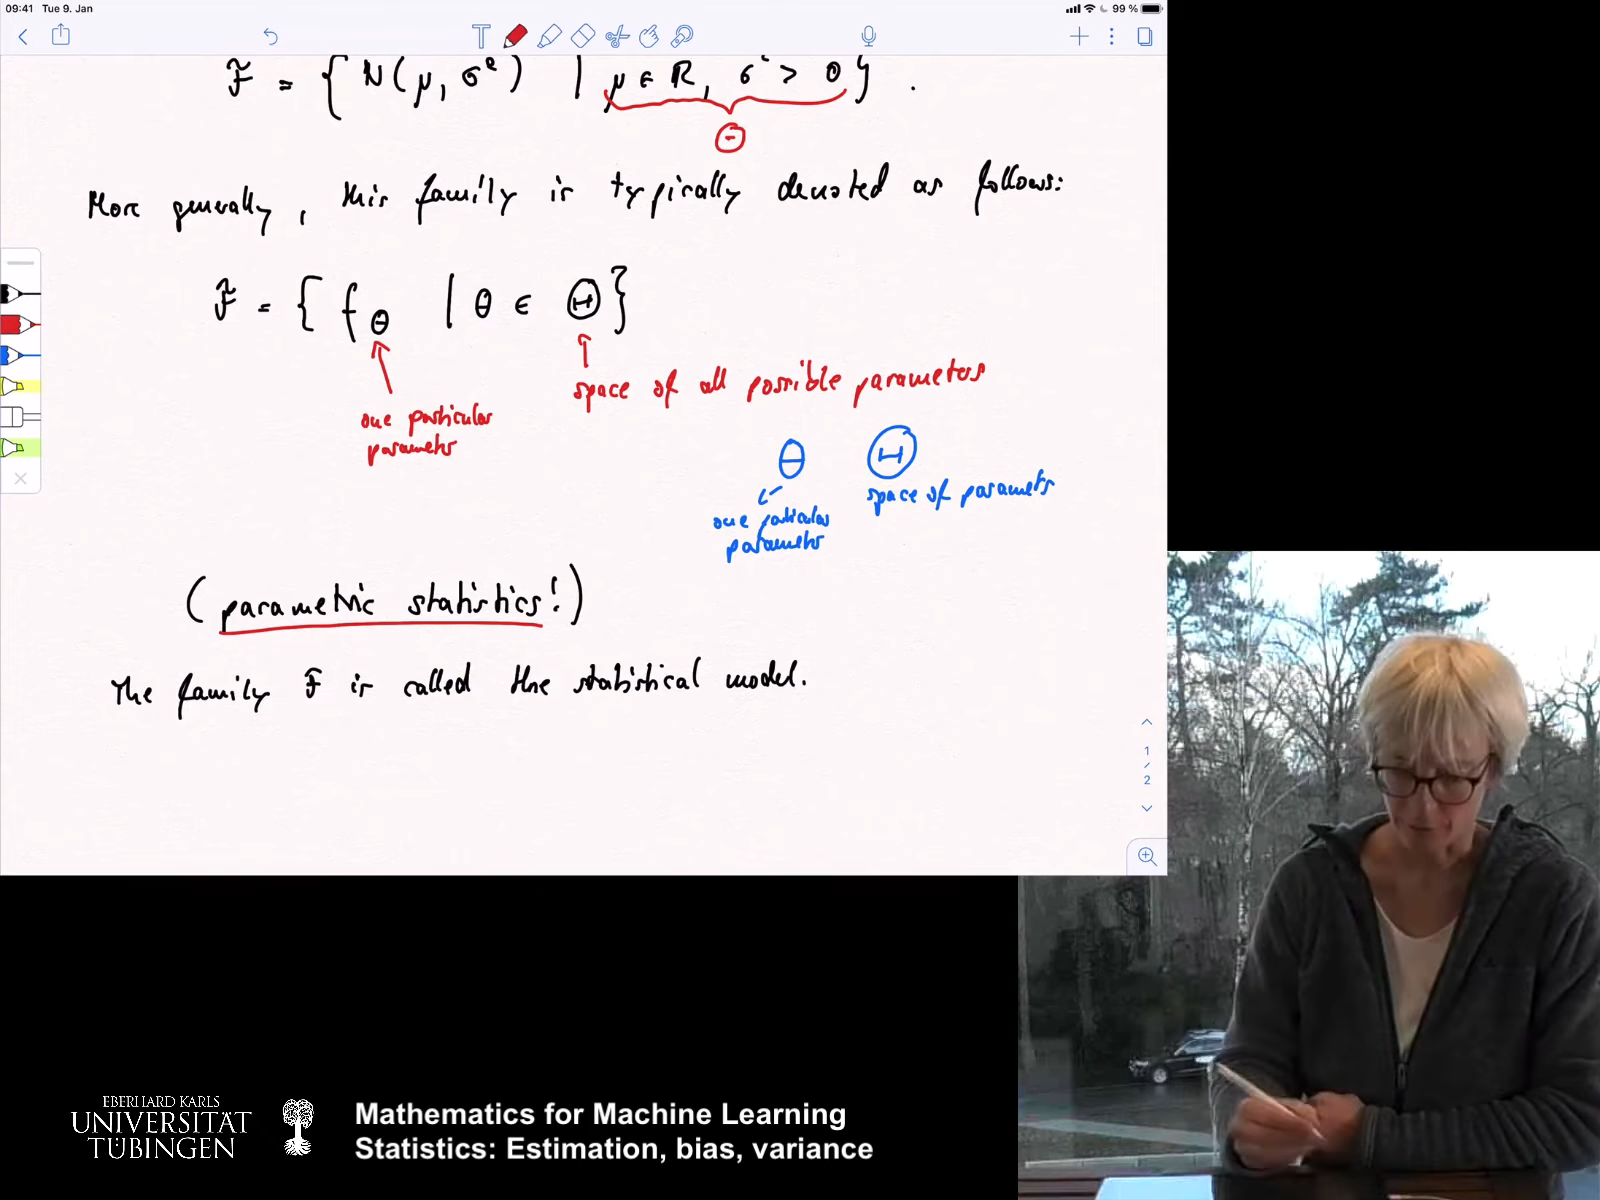 09:41 Tue 9. Jan
99 %
T
F = { N(μ, σ²) | μ ∈ R, σ² > 0 } .
Θ
More generally, this family is typically denoted as follows:
F = { f_θ | θ ∈ Θ }
one particular
parameter
space of all possible parameters
θ Θ
one particular
parameter
space of parameters
(parametric statistics!)
The family F is called the statistical model.
1
/
2
EBERHARD KARLS
UNIVERSITÄT
TÜBINGEN
Mathematics for Machine Learning
Statistics: Estimation, bias, variance